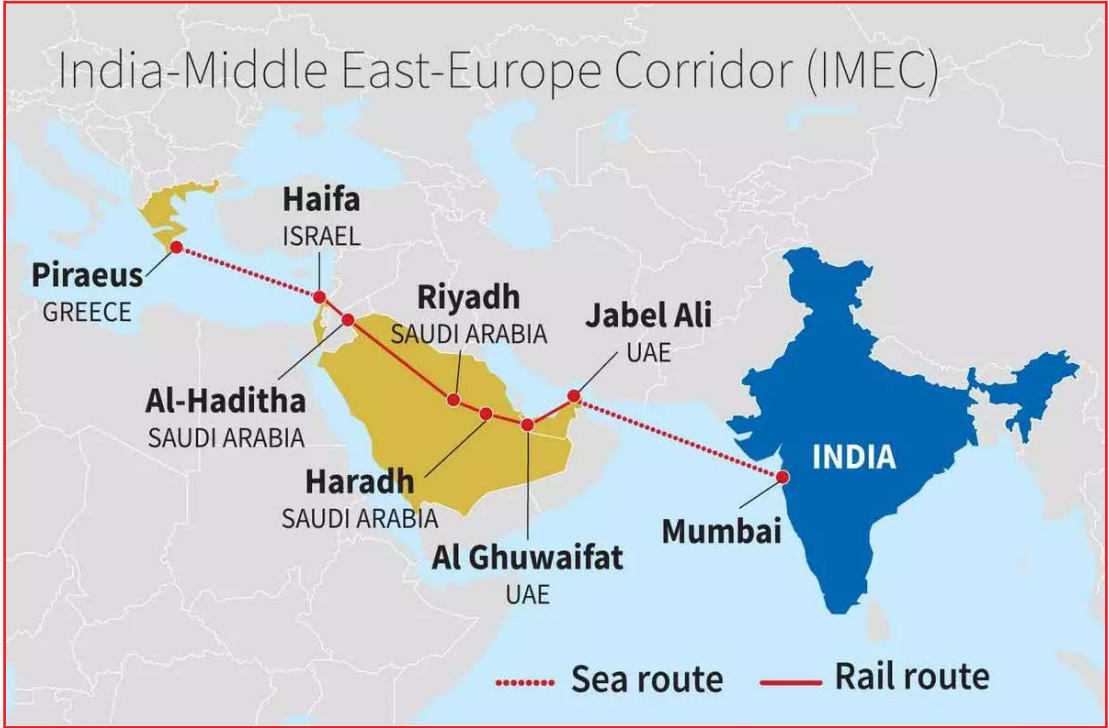 India-Middle East-Europe Corridor (IMEC)
Haifa
ISRAEL
Piraeus
GREECE
Riyadh
SAUDI ARABIA
Jabel Ali
UAE
Al-Haditha
SAUDI ARABIA
Haradh
SAUDI ARABIA
INDIA
Mumbai
Al Ghuwaifat
UAE
Sea route
Rail route